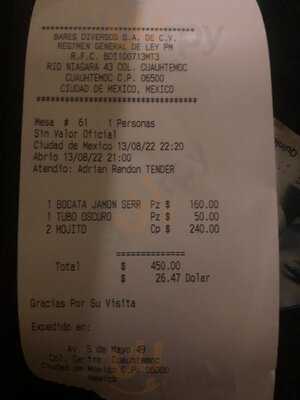 BARES DIVERSOS S.A. DE C.V.
REGIMEN GENERAL DE LEY PM
R.F.C. BDI100713MT3
RIO NIAGARA 43 COL. CUAUHTEMOC
CUAUHTEMOC C.P. 06500
CIUDAD DE MEXICO, MEXICO
Mesa # 61 1 Personas
Sin Valor Oficial
Ciudad de Mexico 13/08/22 22:20
Abrio 13/08/22 21:00
Atendio: Adrian Rendon TENDER
1 BOCATA JAMON SERR Pz $ 160.00
1 TUBO OSCURO Pz $ 50.00
2 MOJITO Cp $ 240.00
==============
Total $ 450.00
$ 26.47 Dolar
Gracias Por Su Visita
Expedido en:
Av. 5 de Mayo 49
Col. Centro, Cuauhtemoc
Ciudad de Mexico C.P. 06000
Mexico